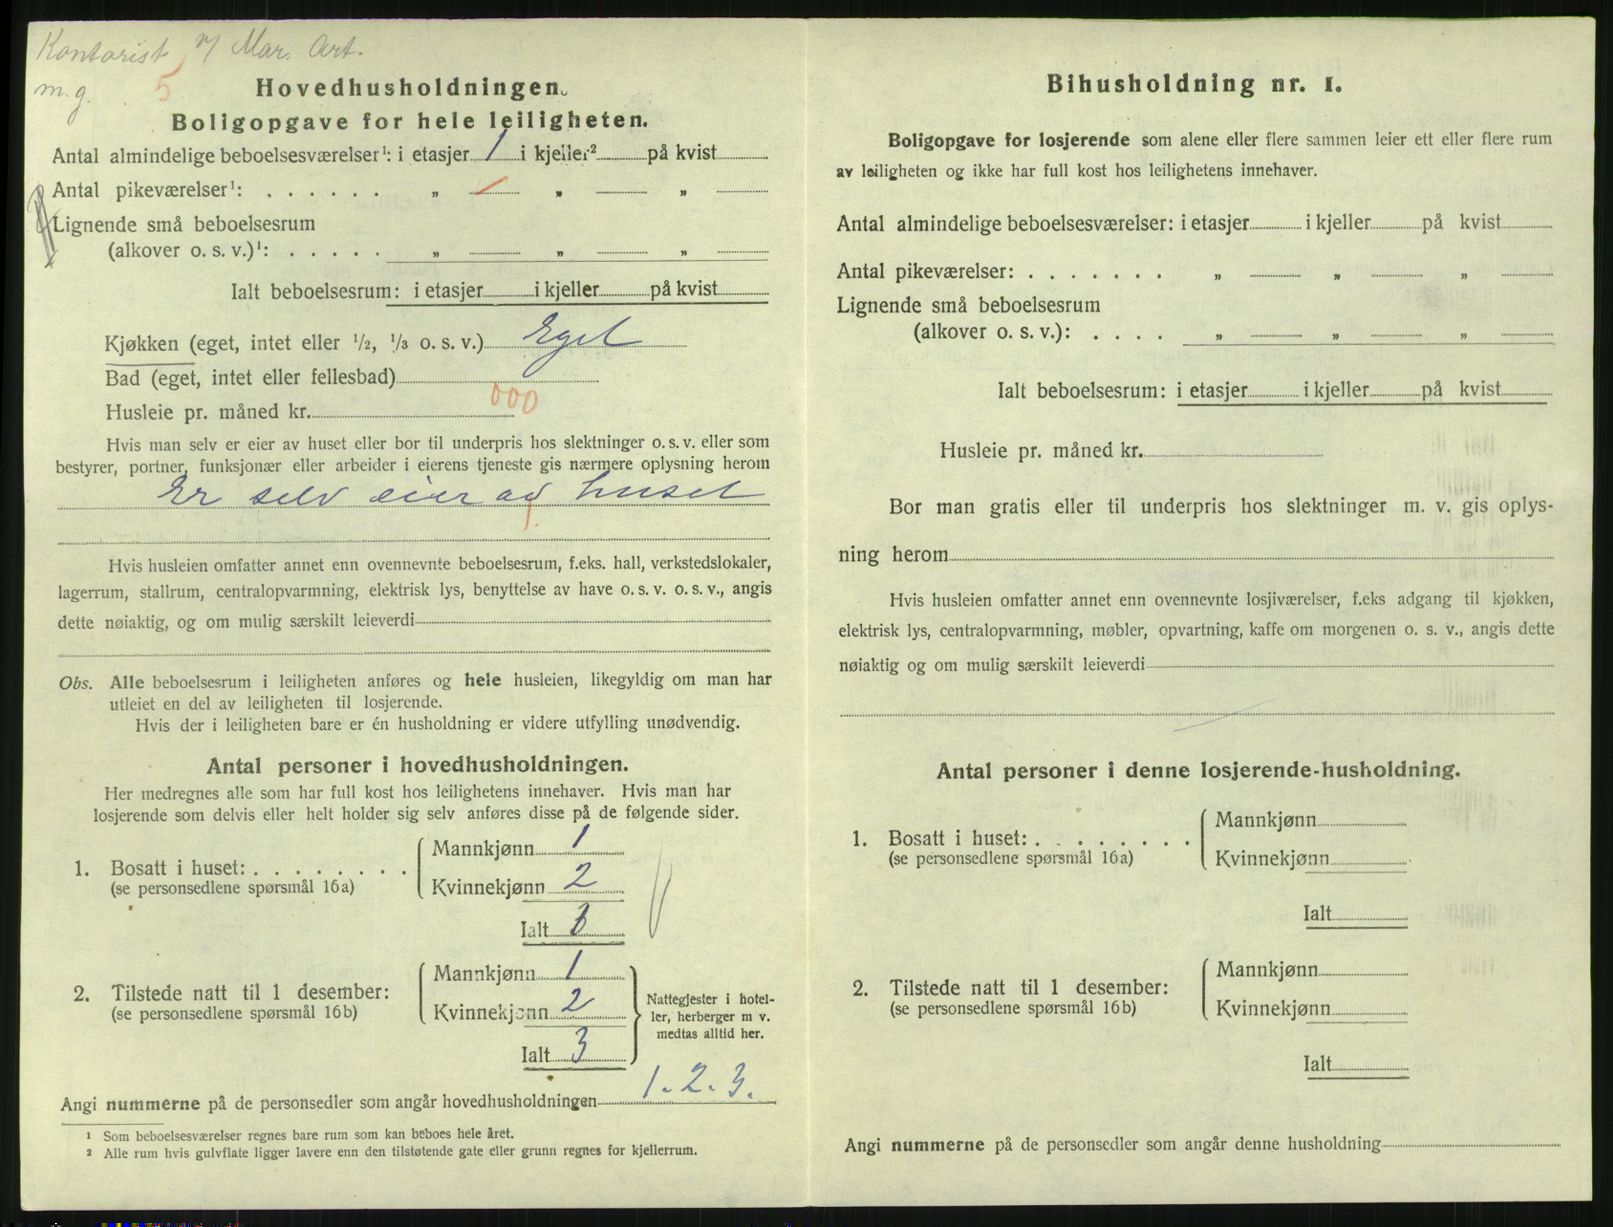 Kontorist v/ Mar. Art.
m.g. 5
Hovedhusholdningen.
Boligopgave for hele leiligheten.
Antal almindelige beboelsesværelser¹: i etasjer 1 i kjeller² på kvist
Antal pikeværelser¹: . . . . . . „ „ „
Lignende små beboelsesrum
(alkover o. s. v.)¹: . . . . . „ „ „
Ialt beboelsesrum: i etasjer i kjeller på kvist
Kjøkken (eget, intet eller ½, ⅓ o. s. v.) Eget
Bad (eget, intet eller fellesbad)
Husleie pr. måned kr. 000
Hvis man selv er eier av huset eller bor til underpris hos slektninger o. s. v. eller som
bestyrer, portner, funksjonær eller arbeider i eierens tjeneste gis nærmere oplysning herom
Er selv eier av huset
1.
Hvis husleien omfatter annet enn ovennevnte beboelsesrum, f.eks. hall, verkstedslokaler,
lagerrum, stallrum, centralopvarmning, elektrisk lys, benyttelse av have o. s. v. o. s. v., angis
dette nøiaktig, og om mulig særskilt leieverdi
Obs. Alle beboelsesrum i leiligheten anføres og hele husleien, likegyldig om man har
utleiet en del av leiligheten til losjerende.
Hvis der i leiligheten bare er én husholdning er videre utfylling unødvendig.
Antal personer i hovedhusholdningen.
Her medregnes alle som har full kost hos leilighetens innehaver. Hvis man har
losjerende som delvis eller helt holder sig selv anføres disse på de følgende sider.
1. Bosatt i huset: . . . . . . . .
(se personsedlene spørsmål 16a)
Mannkjønn 1
Kvinnekjønn 2
Ialt 3
2. Tilstede natt til 1 desember:
(se personsedlene spørsmål 16b)
Mannkjønn 1
Kvinnekjønn 2
Ialt 3
Nattegjester i hotel-
ler, herberger m v.
medtas alltid her.
Angi nummerne på de personsedler som angår hovedhusholdningen 1. 2. 3.
¹ Som beboelsesværelser regnes bare rum som kan beboes hele året.
² Alle rum hvis gulvflate ligger lavere enn den tilstøtende gate eller grunn regnes for kjellerrum.
Bihusholdning nr. 1.
Boligopgave for losjerende som alene eller flere sammen leier ett eller flere rum
av leiligheten og ikke har full kost hos leilighetens innehaver.
Antal almindelige beboelsesværelser: i etasjer i kjeller på kvist
Antal pikeværelser: . . . . . . . „ „ „
Lignende små beboelsesrum
(alkover o. s. v.): . . . . „ „ „
Ialt beboelsesrum: i etasjer i kjeller på kvist
Husleie pr. måned kr.
Bor man gratis eller til underpris hos slektninger m. v. gis oplys-
ning herom
Hvis husleien omfatter annet enn ovennevnte losjiværelser, f.eks adgang til kjøkken,
elektrisk lys, centralopvarmning, møbler, opvartning, kaffe om morgenen o. s. v., angis dette
nøiaktig og om mulig særskilt leieverdi
Antal personer i denne losjerende-husholdning.
1. Bosatt i huset: . . . . . . . .
(se personsedlene spørsmål 16a)
Mannkjønn
Kvinnekjønn
Ialt
2. Tilstede natt til 1 desember:
(se personsedlene spørsmål 16b)
Mannkjønn
Kvinnekjønn
Ialt
Angi nummerne på de personsedler som angår denne husholdning